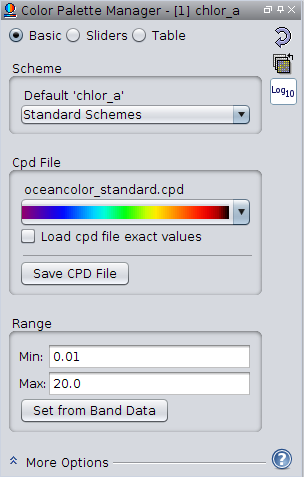 Color Palette Manager - [1] chlor_a
Basic Sliders Table
Scheme
Log10
Default 'chlor_a'
Standard Schemes
Cpd File
oceancolor_standard.cpd
Load cpd file exact values
Save CPD File
Range
Min: 0.01
Max: 20.0
Set from Band Data
More Options ?